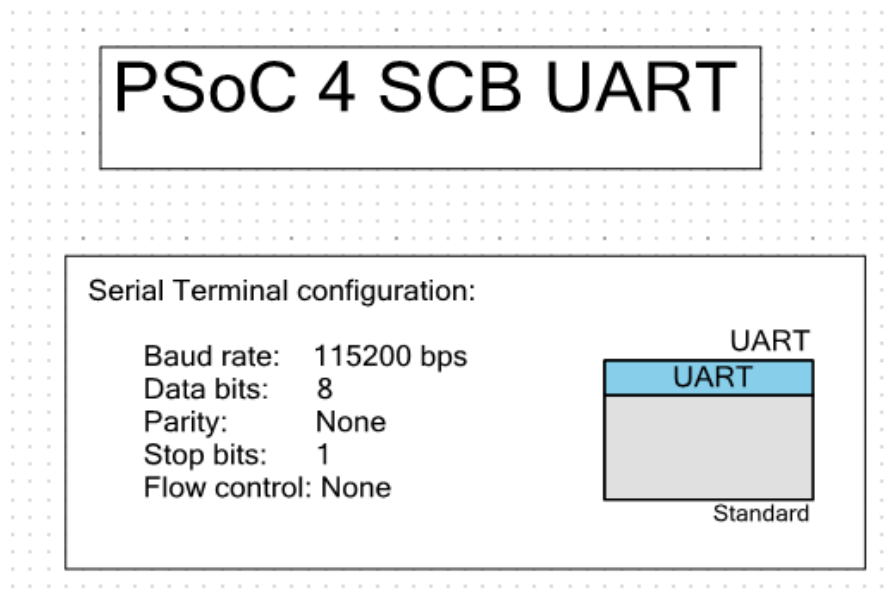 PSoC 4 SCB UART
Serial Terminal configuration:
Baud rate: 115200 bps
Data bits: 8
Parity: None
Stop bits: 1
Flow control: None
UART
UART
Standard